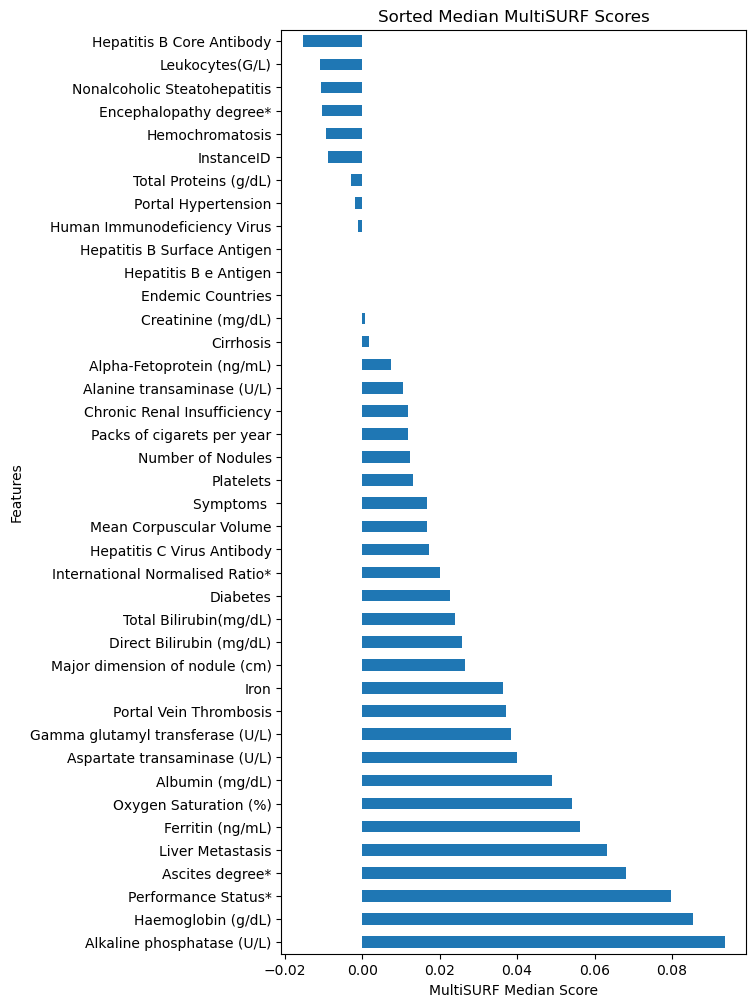 Sorted Median MultiSURF Scores
Hepatitis B Core Antibody
Leukocytes(G/L)
Nonalcoholic Steatohepatitis
Encephalopathy degree*
Hemochromatosis
InstanceID
Total Proteins (g/dL)
Portal Hypertension
Human Immunodeficiency Virus
Hepatitis B Surface Antigen
Hepatitis B e Antigen
Endemic Countries
Creatinine (mg/dL)
Cirrhosis
Alpha-Fetoprotein (ng/mL)
Alanine transaminase (U/L)
Chronic Renal Insufficiency
Packs of cigarets per year
Number of Nodules
Platelets
Symptoms
Mean Corpuscular Volume
Hepatitis C Virus Antibody
International Normalised Ratio*
Diabetes
Total Bilirubin(mg/dL)
Direct Bilirubin (mg/dL)
Major dimension of nodule (cm)
Iron
Portal Vein Thrombosis
Gamma glutamyl transferase (U/L)
Aspartate transaminase (U/L)
Albumin (mg/dL)
Oxygen Saturation (%)
Ferritin (ng/mL)
Liver Metastasis
Ascites degree*
Performance Status*
Haemoglobin (g/dL)
Alkaline phosphatase (U/L)
Features
−0.02 0.00 0.02 0.04 0.06 0.08
MultiSURF Median Score